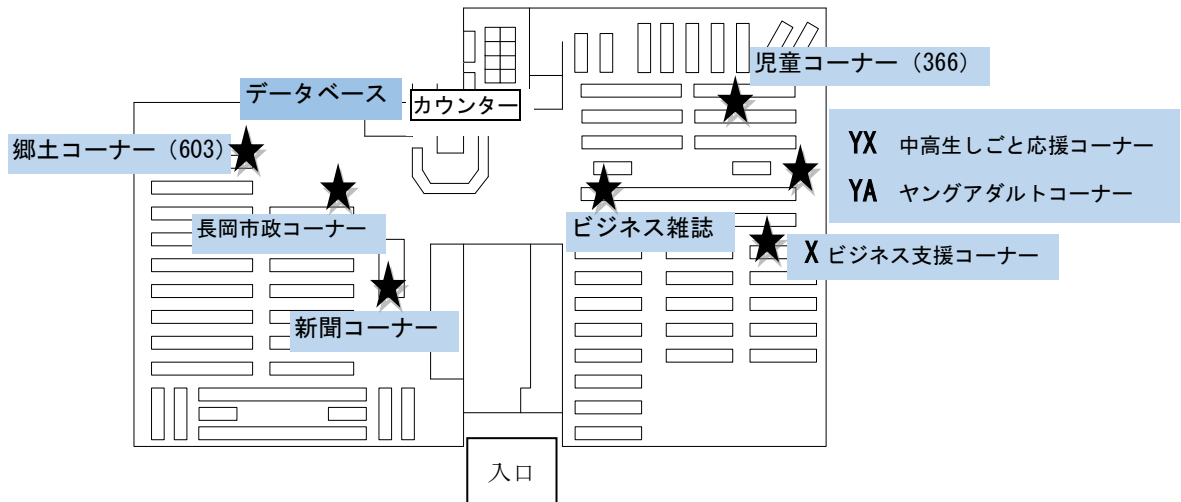 児童コーナー（366）
データベース
カウンター
郷土コーナー（603）
YX 中高生しごと応援コーナー
YA ヤングアダルトコーナー
長岡市政コーナー
ビジネス雑誌
X ビジネス支援コーナー
新聞コーナー
入口